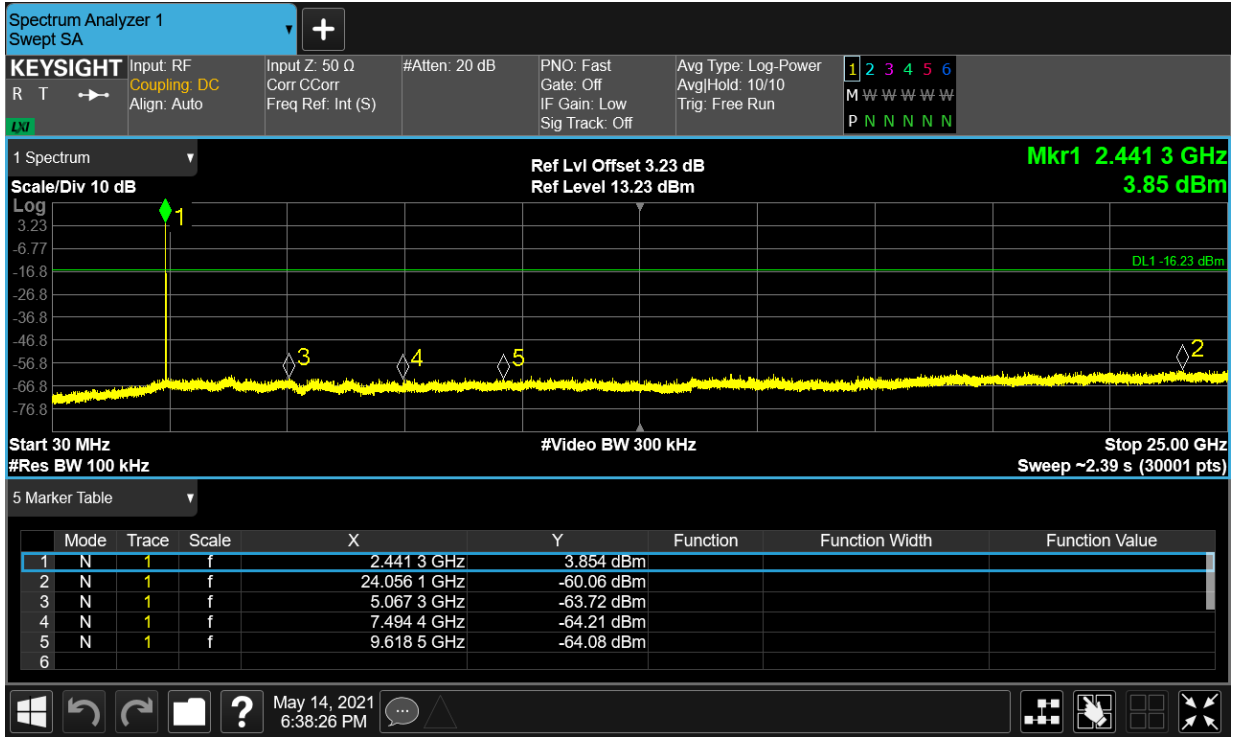 Spectrum Analyzer 1
Swept SA
+
KEYSIGHT
R T
LXI
Input: RF
Coupling: DC
Align: Auto
Input Z: 50 Ω
Corr CCorr
Freq Ref: Int (S)
#Atten: 20 dB
PNO: Fast
Gate: Off
IF Gain: Low
Sig Track: Off
Avg Type: Log-Power
Avg|Hold: 10/10
Trig: Free Run
1 2 3 4 5 6
M W W W W W
P N N N N N
1 Spectrum
Scale/Div 10 dB
Ref Lvl Offset 3.23 dB
Ref Level 13.23 dBm
Mkr1 2.441 3 GHz
3.85 dBm
Log
3.23
-6.77
-16.8
-26.8
-36.8
-46.8
-56.8
-66.8
-76.8
1
DL1 -16.23 dBm
3
4
5
2
Start 30 MHz
#Video BW 300 kHz
Stop 25.00 GHz
#Res BW 100 kHz
Sweep ~2.39 s (30001 pts)
5 Marker Table
Mode Trace Scale X Y Function Function Width Function Value
1 N 1 f 2.441 3 GHz 3.854 dBm
2 N 1 f 24.056 1 GHz -60.06 dBm
3 N 1 f 5.067 3 GHz -63.72 dBm
4 N 1 f 7.494 4 GHz -64.21 dBm
5 N 1 f 9.618 5 GHz -64.08 dBm
6
?
May 14, 2021
6:38:26 PM